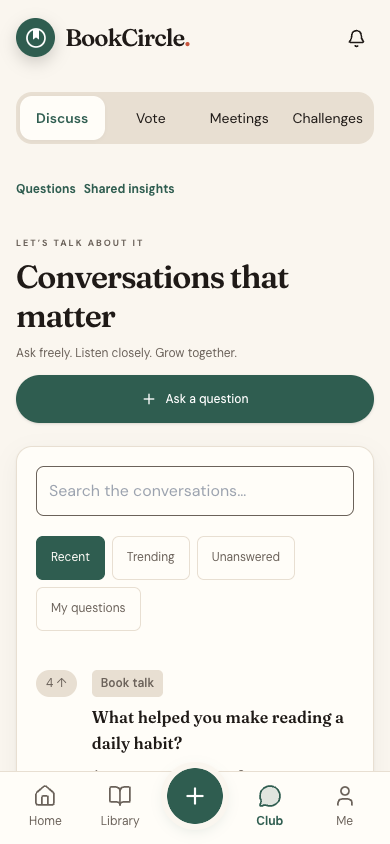 BookCircle.
Discuss Vote Meetings Challenges
Questions Shared insights
LET'S TALK ABOUT IT
Conversations that
matter
Ask freely. Listen closely. Grow together.
+ Ask a question
Search the conversations...
Recent Trending Unanswered
My questions
4 ↑ Book talk
What helped you make reading a
daily habit?
Home Library + Club Me